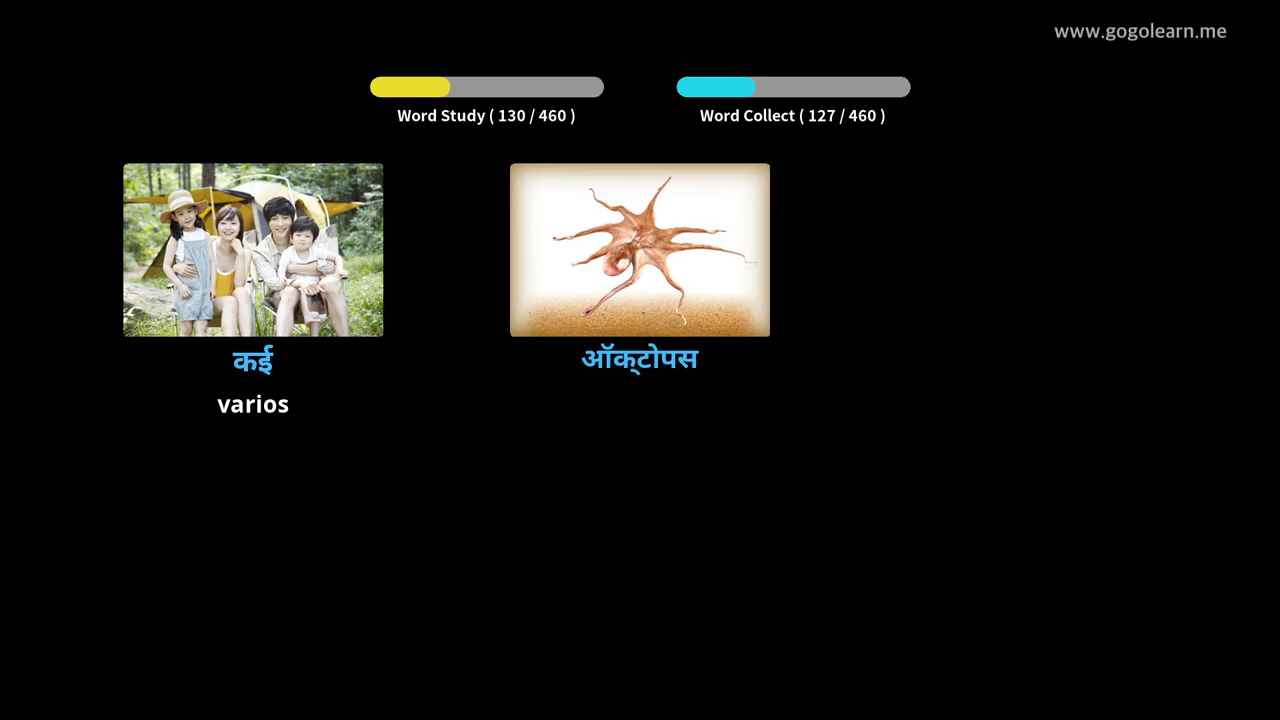 www.gogolearn.me
Word Study ( 130 / 460 )
Word Collect ( 127 / 460 )
कई
ऑक्टोपस
varios